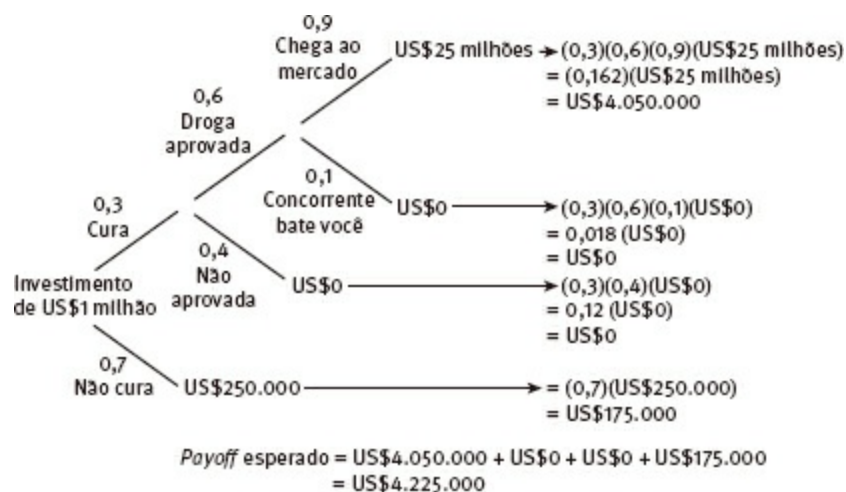 0,9
Chega ao
mercado
US$25 milhões
(0,3)(0,6)(0,9)(US$25 milhões)
= (0,162)(US$25 milhões)
= US$4.050.000
0,6
Droga
aprovada
0,1
Concorrente
bate você
US$0
(0,3)(0,6)(0,1)(US$0)
= 0,018 (US$0)
= US$0
0,3
Cura
0,4
Não
aprovada
US$0
(0,3)(0,4)(US$0)
= 0,12 (US$0)
= US$0
Investimento
de US$1 milhão
0,7
Não cura
US$250.000
= (0,7)(US$250.000)
= US$175.000
Payoff esperado = US$4.050.000 + US$0 + US$0 + US$175.000
= US$4.225.000